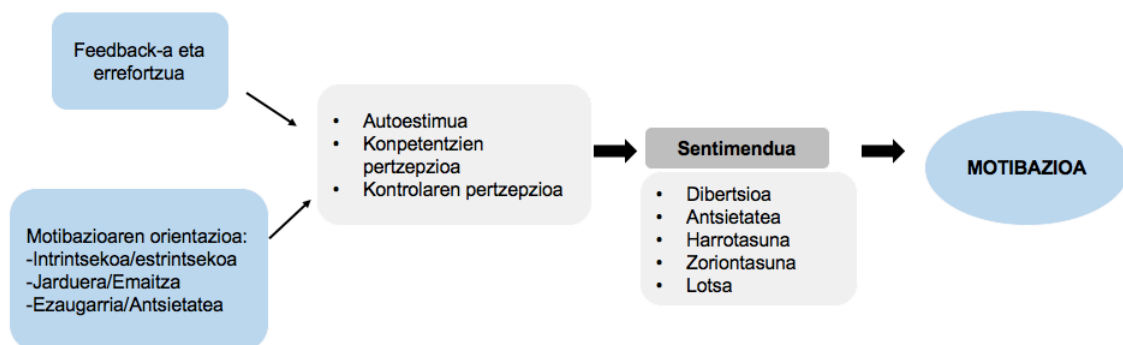 Feedback-a eta
errefortzua
Motibazioaren orientazioa:
-Intrintsekoa/estrintsekoa
-Jarduera/Emaitza
-Ezaugarria/Antsietatea
• Autoestimua
• Konpetentzien
pertzepzioa
• Kontrolaren pertzepzioa
Sentimendua
• Dibertsioa
• Antsietatea
• Harrotasuna
• Zoriontasuna
• Lotsa
MOTIBAZIOA